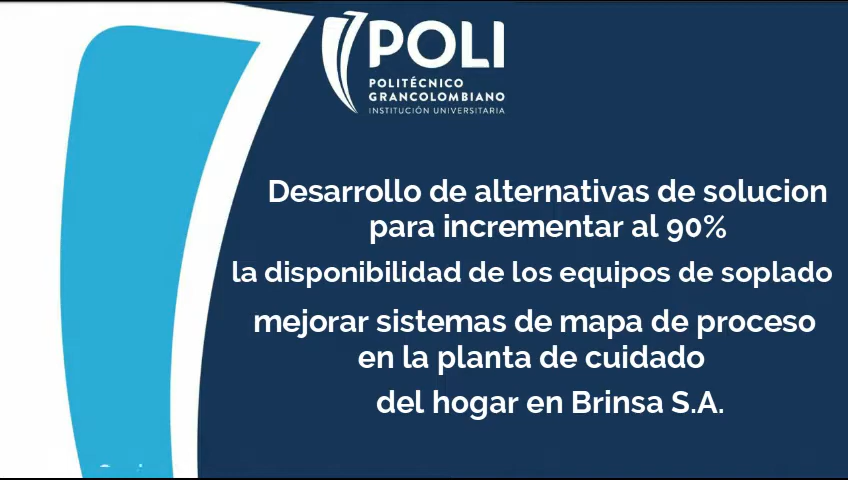 POLI
POLITÉCNICO
GRANCOLOMBIANO
INSTITUCIÓN UNIVERSITARIA
Desarrollo de alternativas de solucion
para incrementar al 90%
la disponibilidad de los equipos de soplado
mejorar sistemas de mapa de proceso
en la planta de cuidado
del hogar en Brinsa S.A.